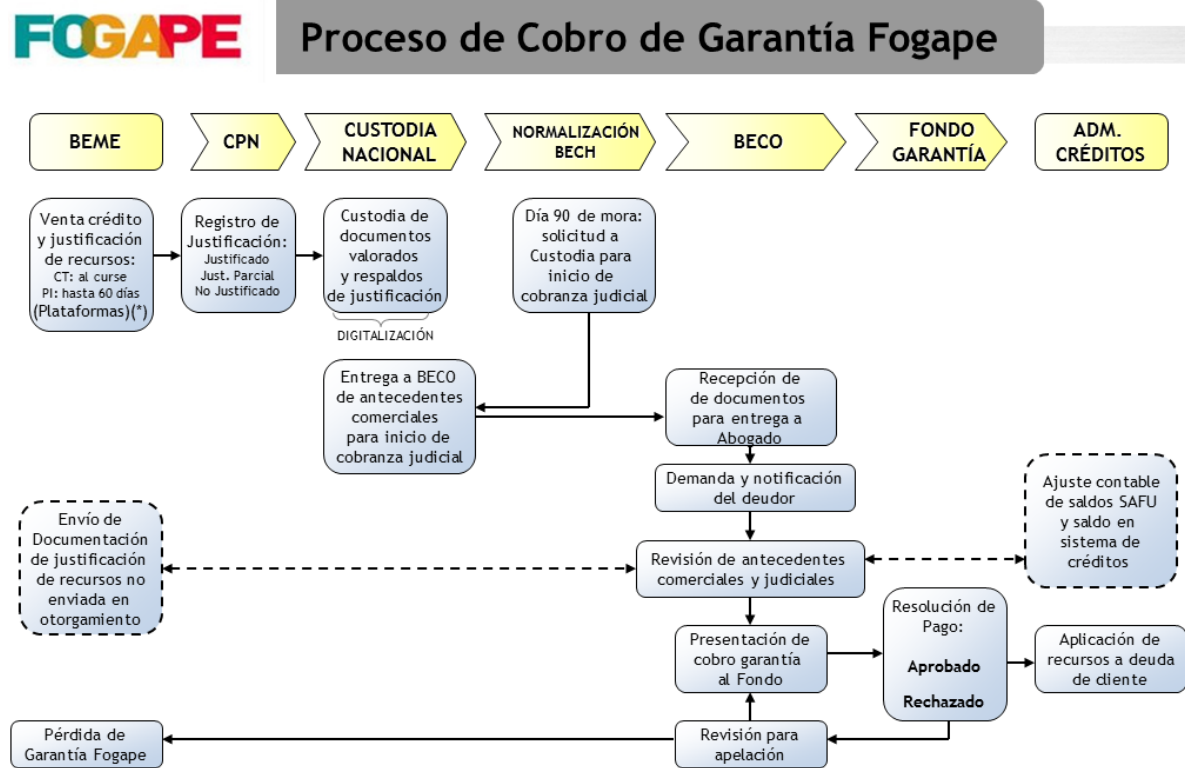 FOGAPE
Proceso de Cobro de Garantía Fogape
BEME
CPN
CUSTODIA
NACIONAL
NORMALIZACIÓN
BECH
BECO
FONDO
GARANTÍA
ADM.
CRÉDITOS
Venta crédito
y justificación
de recursos:
CT: al curse
PI: hasta 60 días
(Plataformas)(*)
Registro de
Justificación:
Justificado
Just. Parcial
No Justificado
Custodia de
documentos
valorados
y respaldos
de justificación
DIGITALIZACIÓN
Día 90 de mora:
solicitud a
Custodia para
inicio de
cobranza judicial
Entrega a BECO
de antecedentes
comerciales
para inicio de
cobranza judicial
Recepción de
de documentos
para entrega a
Abogado
Demanda y notificación
del deudor
Envío de
Documentación
de justificación
de recursos no
enviada en
otorgamiento
Revisión de antecedentes
comerciales y judiciales
Ajuste contable
de saldos SAFU
y saldo en
sistema de
créditos
Presentación de
cobro garantía
al Fondo
Resolución de
Pago:
Aprobado
Rechazado
Aplicación de
recursos a deuda
de cliente
Pérdida de
Garantía Fogape
Revisión para
apelación